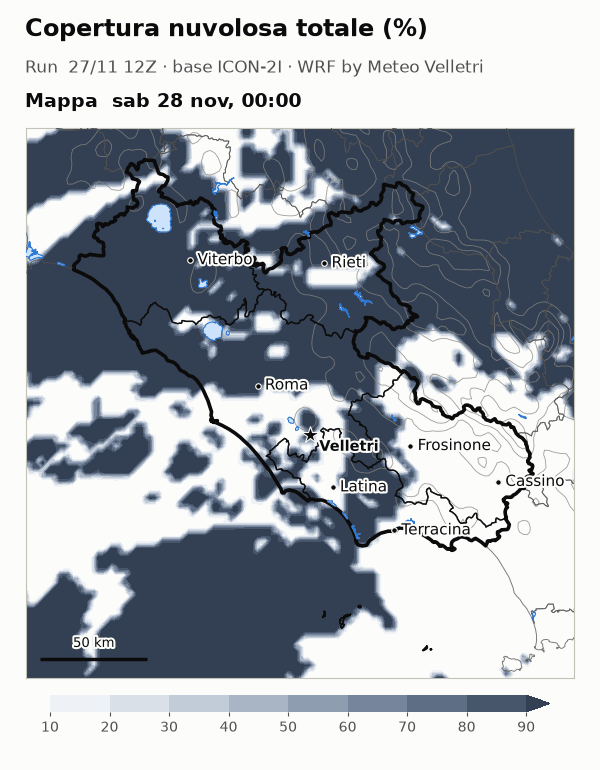 Copertura nuvolosa totale (%)
Run  27/11 12Z · base ICON-2I · WRF by Meteo Velletri
Mappa  sab 28 nov, 00:00
Viterbo
Rieti
Roma
Velletri
Frosinone
Latina
Cassino
Terracina
50 km
10 20 30 40 50 60 70 80 90